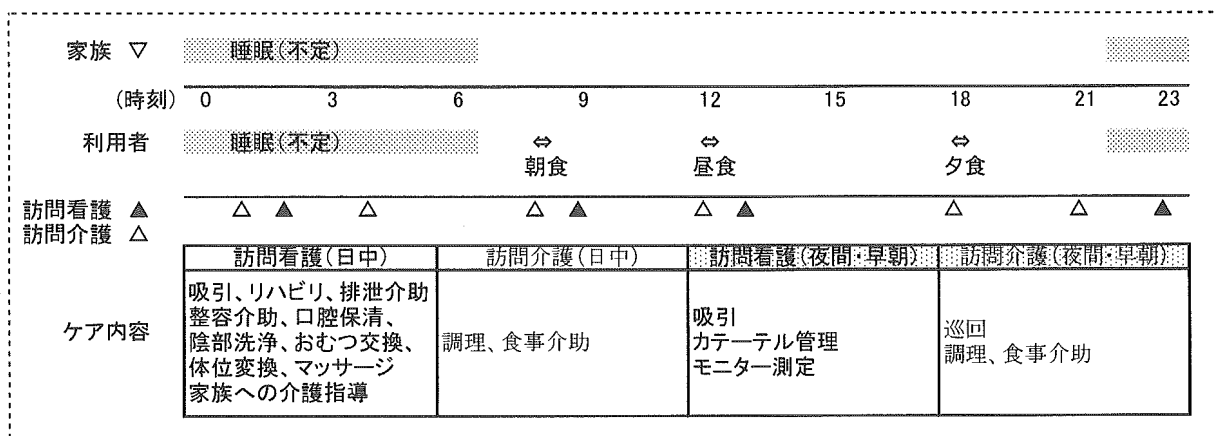 家族 ▽
睡眠(不定)
(時刻) 0 3 6 9 12 15 18 21 23
利用者
睡眠(不定)
⇔ ⇔ ⇔
朝食 昼食 夕食
訪問看護 ▲
訪問介護 △
△ ▲ △ △ ▲ △ ▲ △ △ ▲
訪問看護(日中) 訪問介護(日中) 訪問看護(夜間・早朝) 訪問介護(夜間・早朝)
ケア内容
吸引、リハビリ、排泄介助
整容介助、口腔保清、
陰部洗浄、おむつ交換、
体位変換、マッサージ
家族への介護指導
調理、食事介助
吸引
カテーテル管理
モニター測定
巡回
調理、食事介助